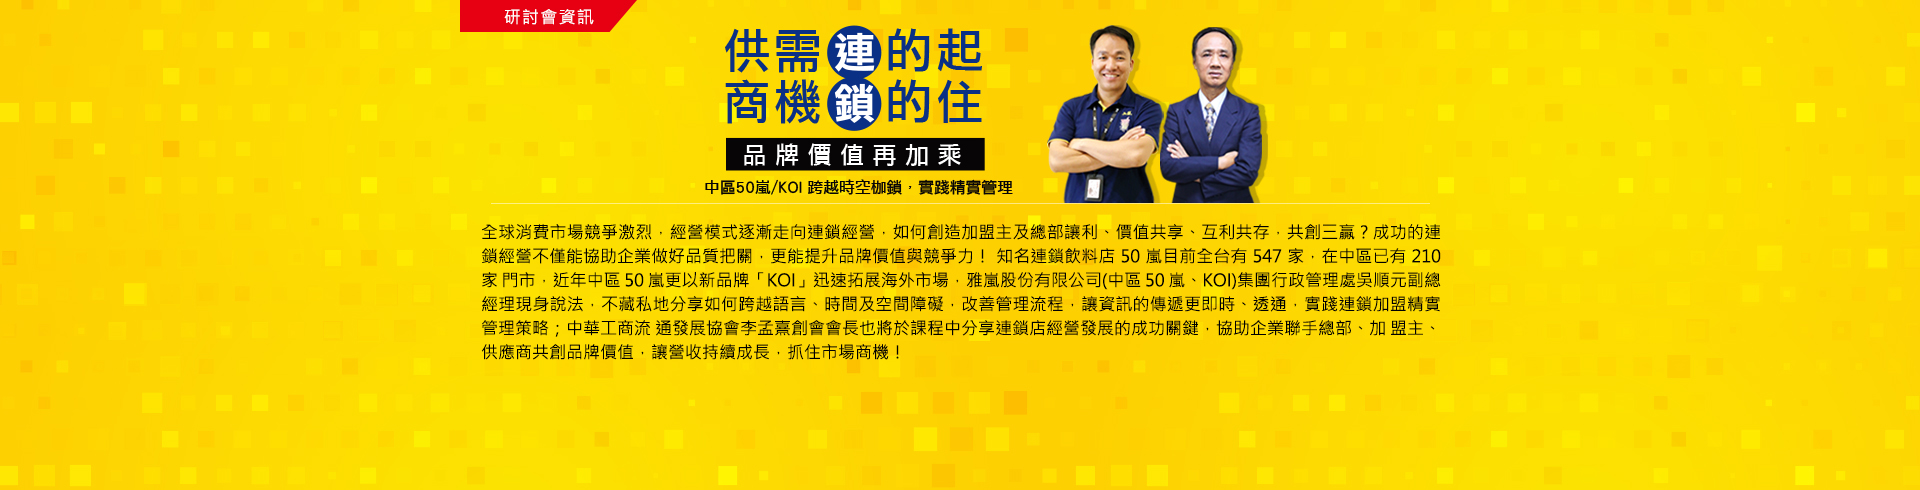 研討會資訊
供需連的起
商機鎖的住
品牌價值再加乘
中區50嵐/KOI 跨越時空枷鎖，實踐精實管理
全球消費市場競爭激烈，經營模式逐漸走向連鎖經營，如何創造加盟主及總部讓利、價值共享、互利共存，共創三贏？成功的連
鎖經營不僅能協助企業做好品質把關，更能提升品牌價值與競爭力！ 知名連鎖飲料店 50 嵐目前全台有 547 家，在中區已有 210
家 門市，近年中區 50 嵐更以新品牌「KOI」迅速拓展海外市場，雅嵐股份有限公司(中區 50 嵐、KOI)集團行政管理處吳順元副總
經理現身說法，不藏私地分享如何跨越語言、時間及空間障礙，改善管理流程，讓資訊的傳遞更即時、透通，實踐連鎖加盟精實
管理策略；中華工商流 通發展協會李孟熹創會會長也將於課程中分享連鎖店經營發展的成功關鍵，協助企業聯手總部、加 盟主、
供應商共創品牌價值，讓營收持續成長，抓住市場商機！